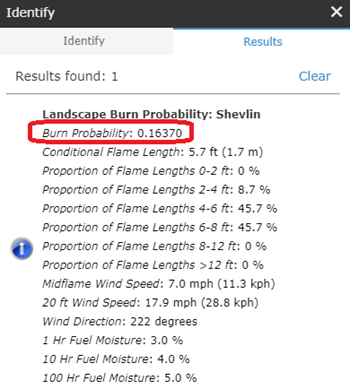 Identify
Identify Results
Results found: 1 Clear
Landscape Burn Probability: Shevlin
Burn Probability: 0.16370
Conditional Flame Length: 5.7 ft (1.7 m)
Proportion of Flame Lengths 0-2 ft: 0 %
Proportion of Flame Lengths 2-4 ft: 8.7 %
Proportion of Flame Lengths 4-6 ft: 45.7 %
Proportion of Flame Lengths 6-8 ft: 45.7 %
Proportion of Flame Lengths 8-12 ft: 0 %
Proportion of Flame Lengths >12 ft: 0 %
Midflame Wind Speed: 7.0 mph (11.3 kph)
20 ft Wind Speed: 17.9 mph (28.8 kph)
Wind Direction: 222 degrees
1 Hr Fuel Moisture: 3.0 %
10 Hr Fuel Moisture: 4.0 %
100 Hr Fuel Moisture: 5.0 %